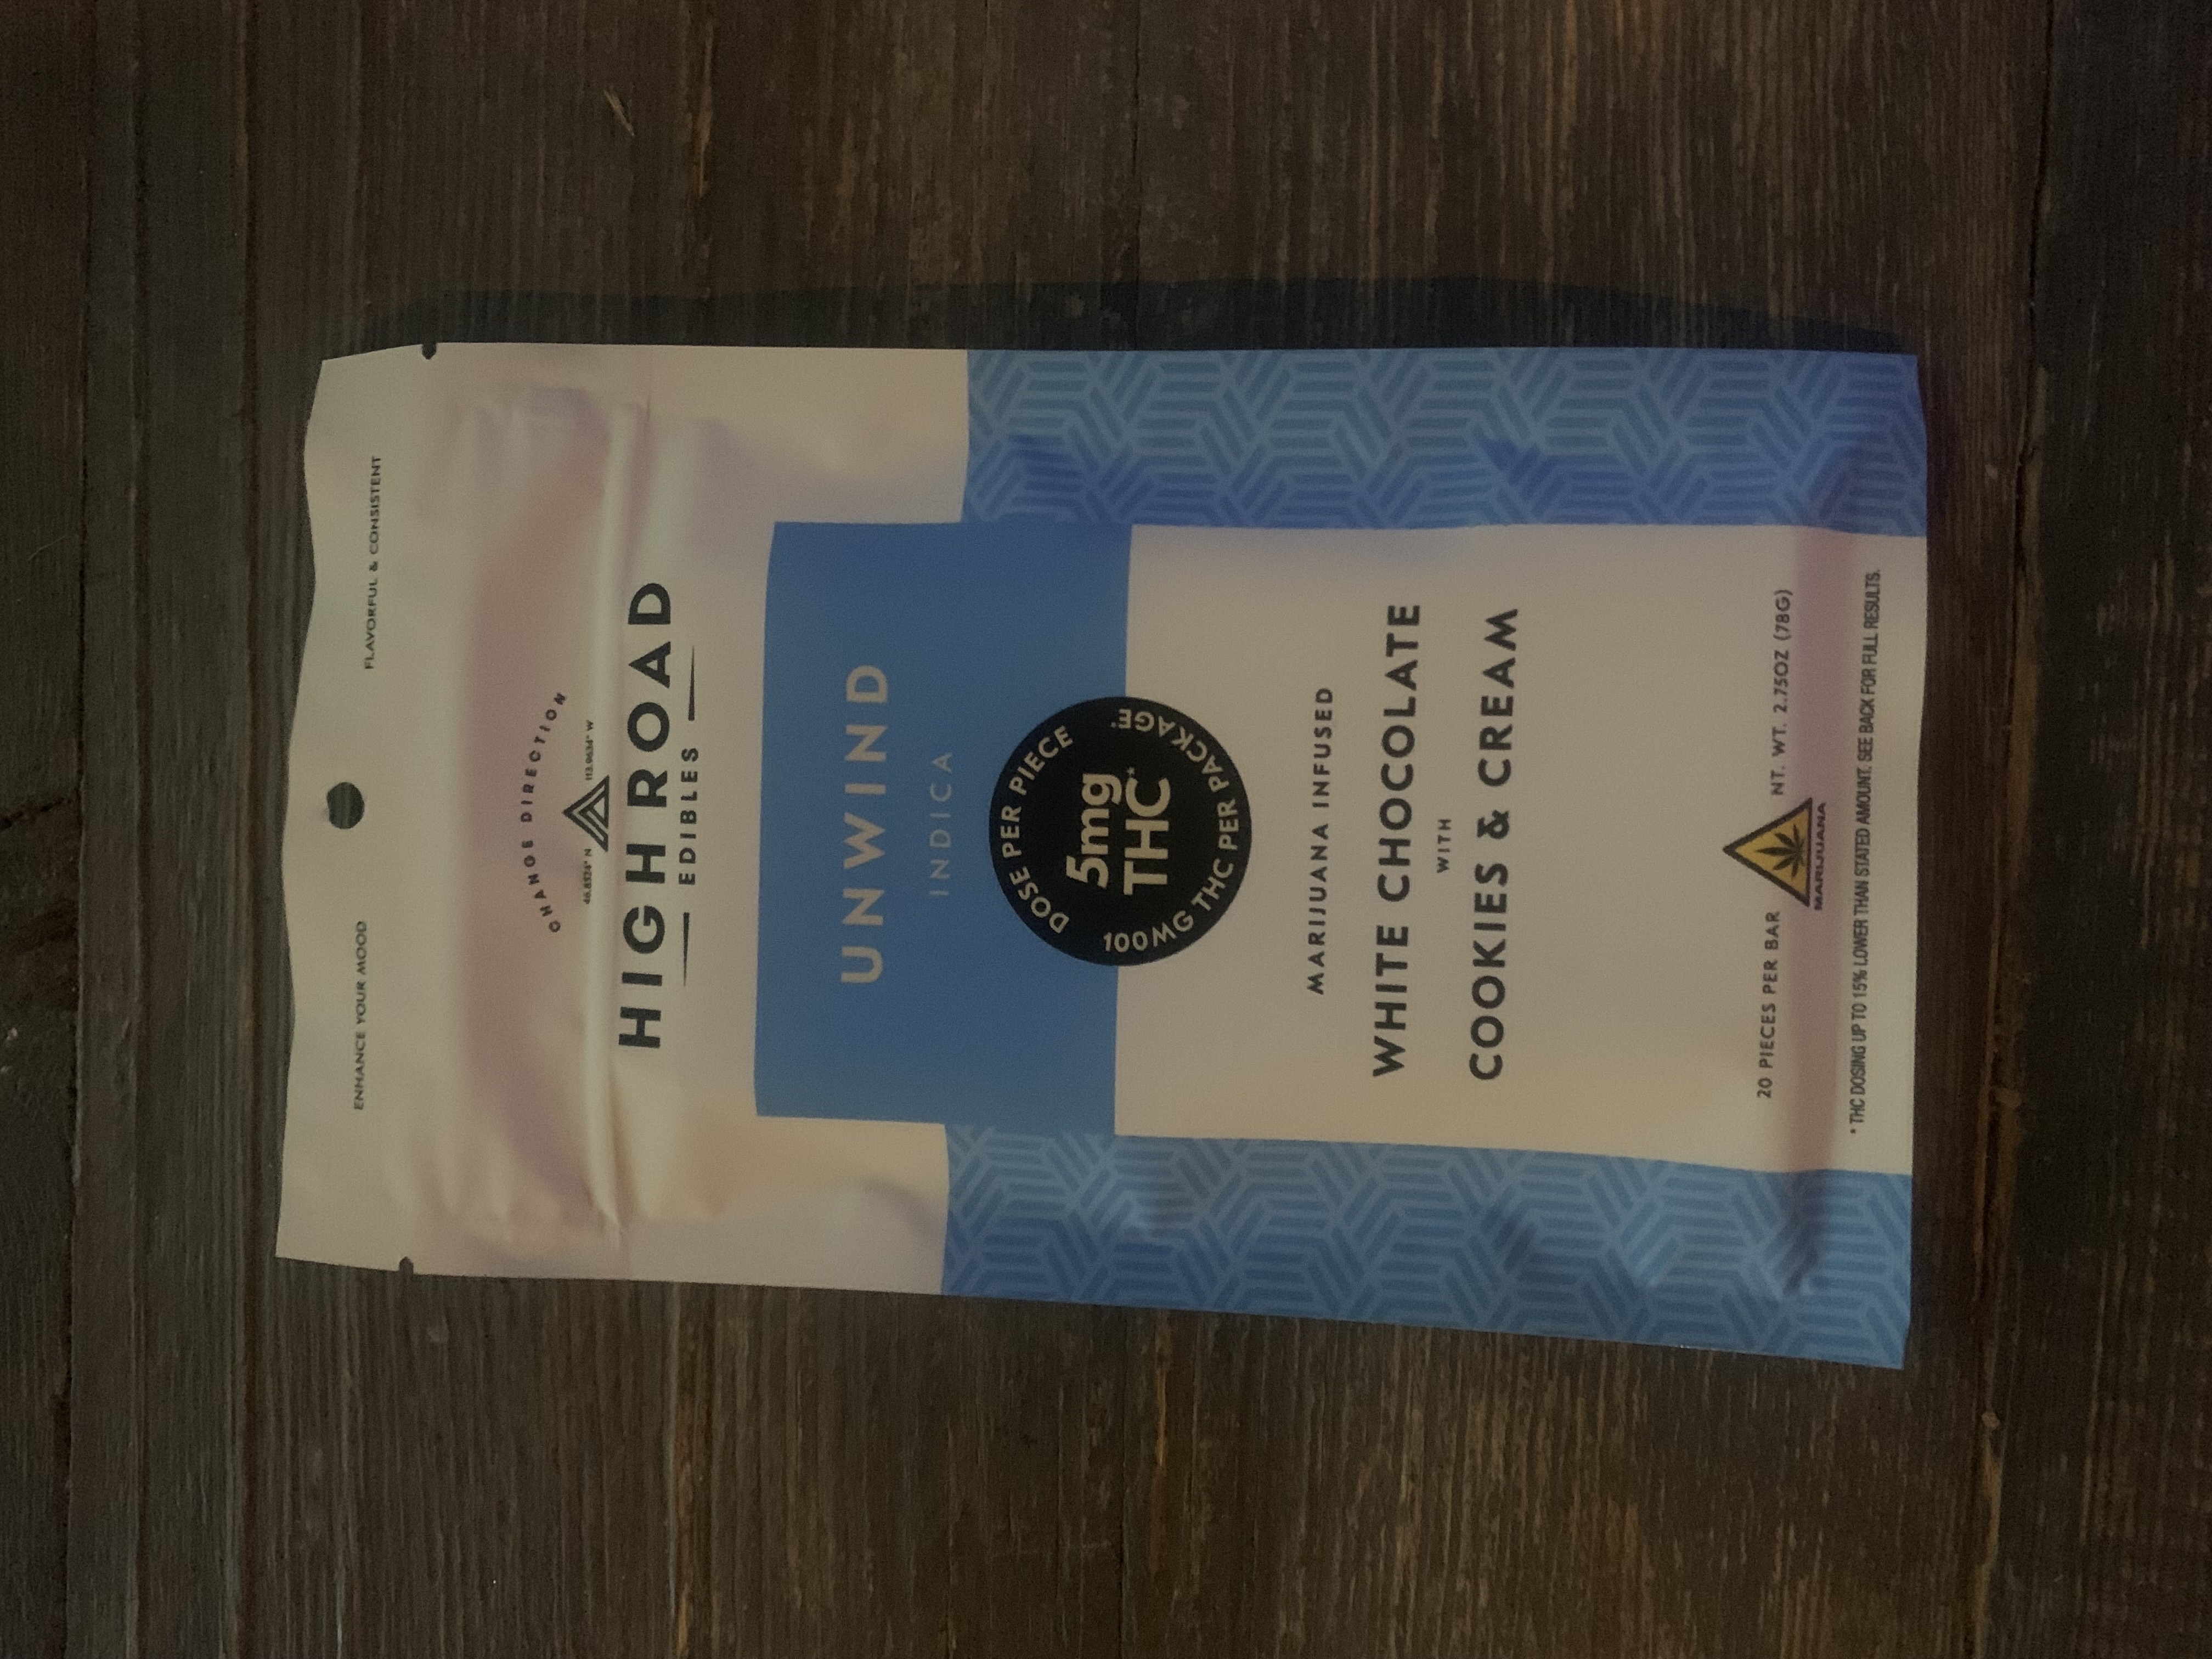 ENHANCE YOUR MOOD
FLAVORFUL & CONSISTENT
CHANGE DIRECTION
46.8524° N
HIGH ROAD
EDIBLES
UNWIND
INDICA
DOSE PER PIECE
5mg
THC*
100MG THC PER PACKAGE*
MARIJUANA INFUSED
WHITE CHOCOLATE
WITH
COOKIES & CREAM
20 PIECES PER BAR
NT. WT. 2.75OZ (78G)
MARIJUANA
* THC DOSING UP TO 15% LOWER THAN STATED AMOUNT. SEE BACK FOR FULL RESULTS.